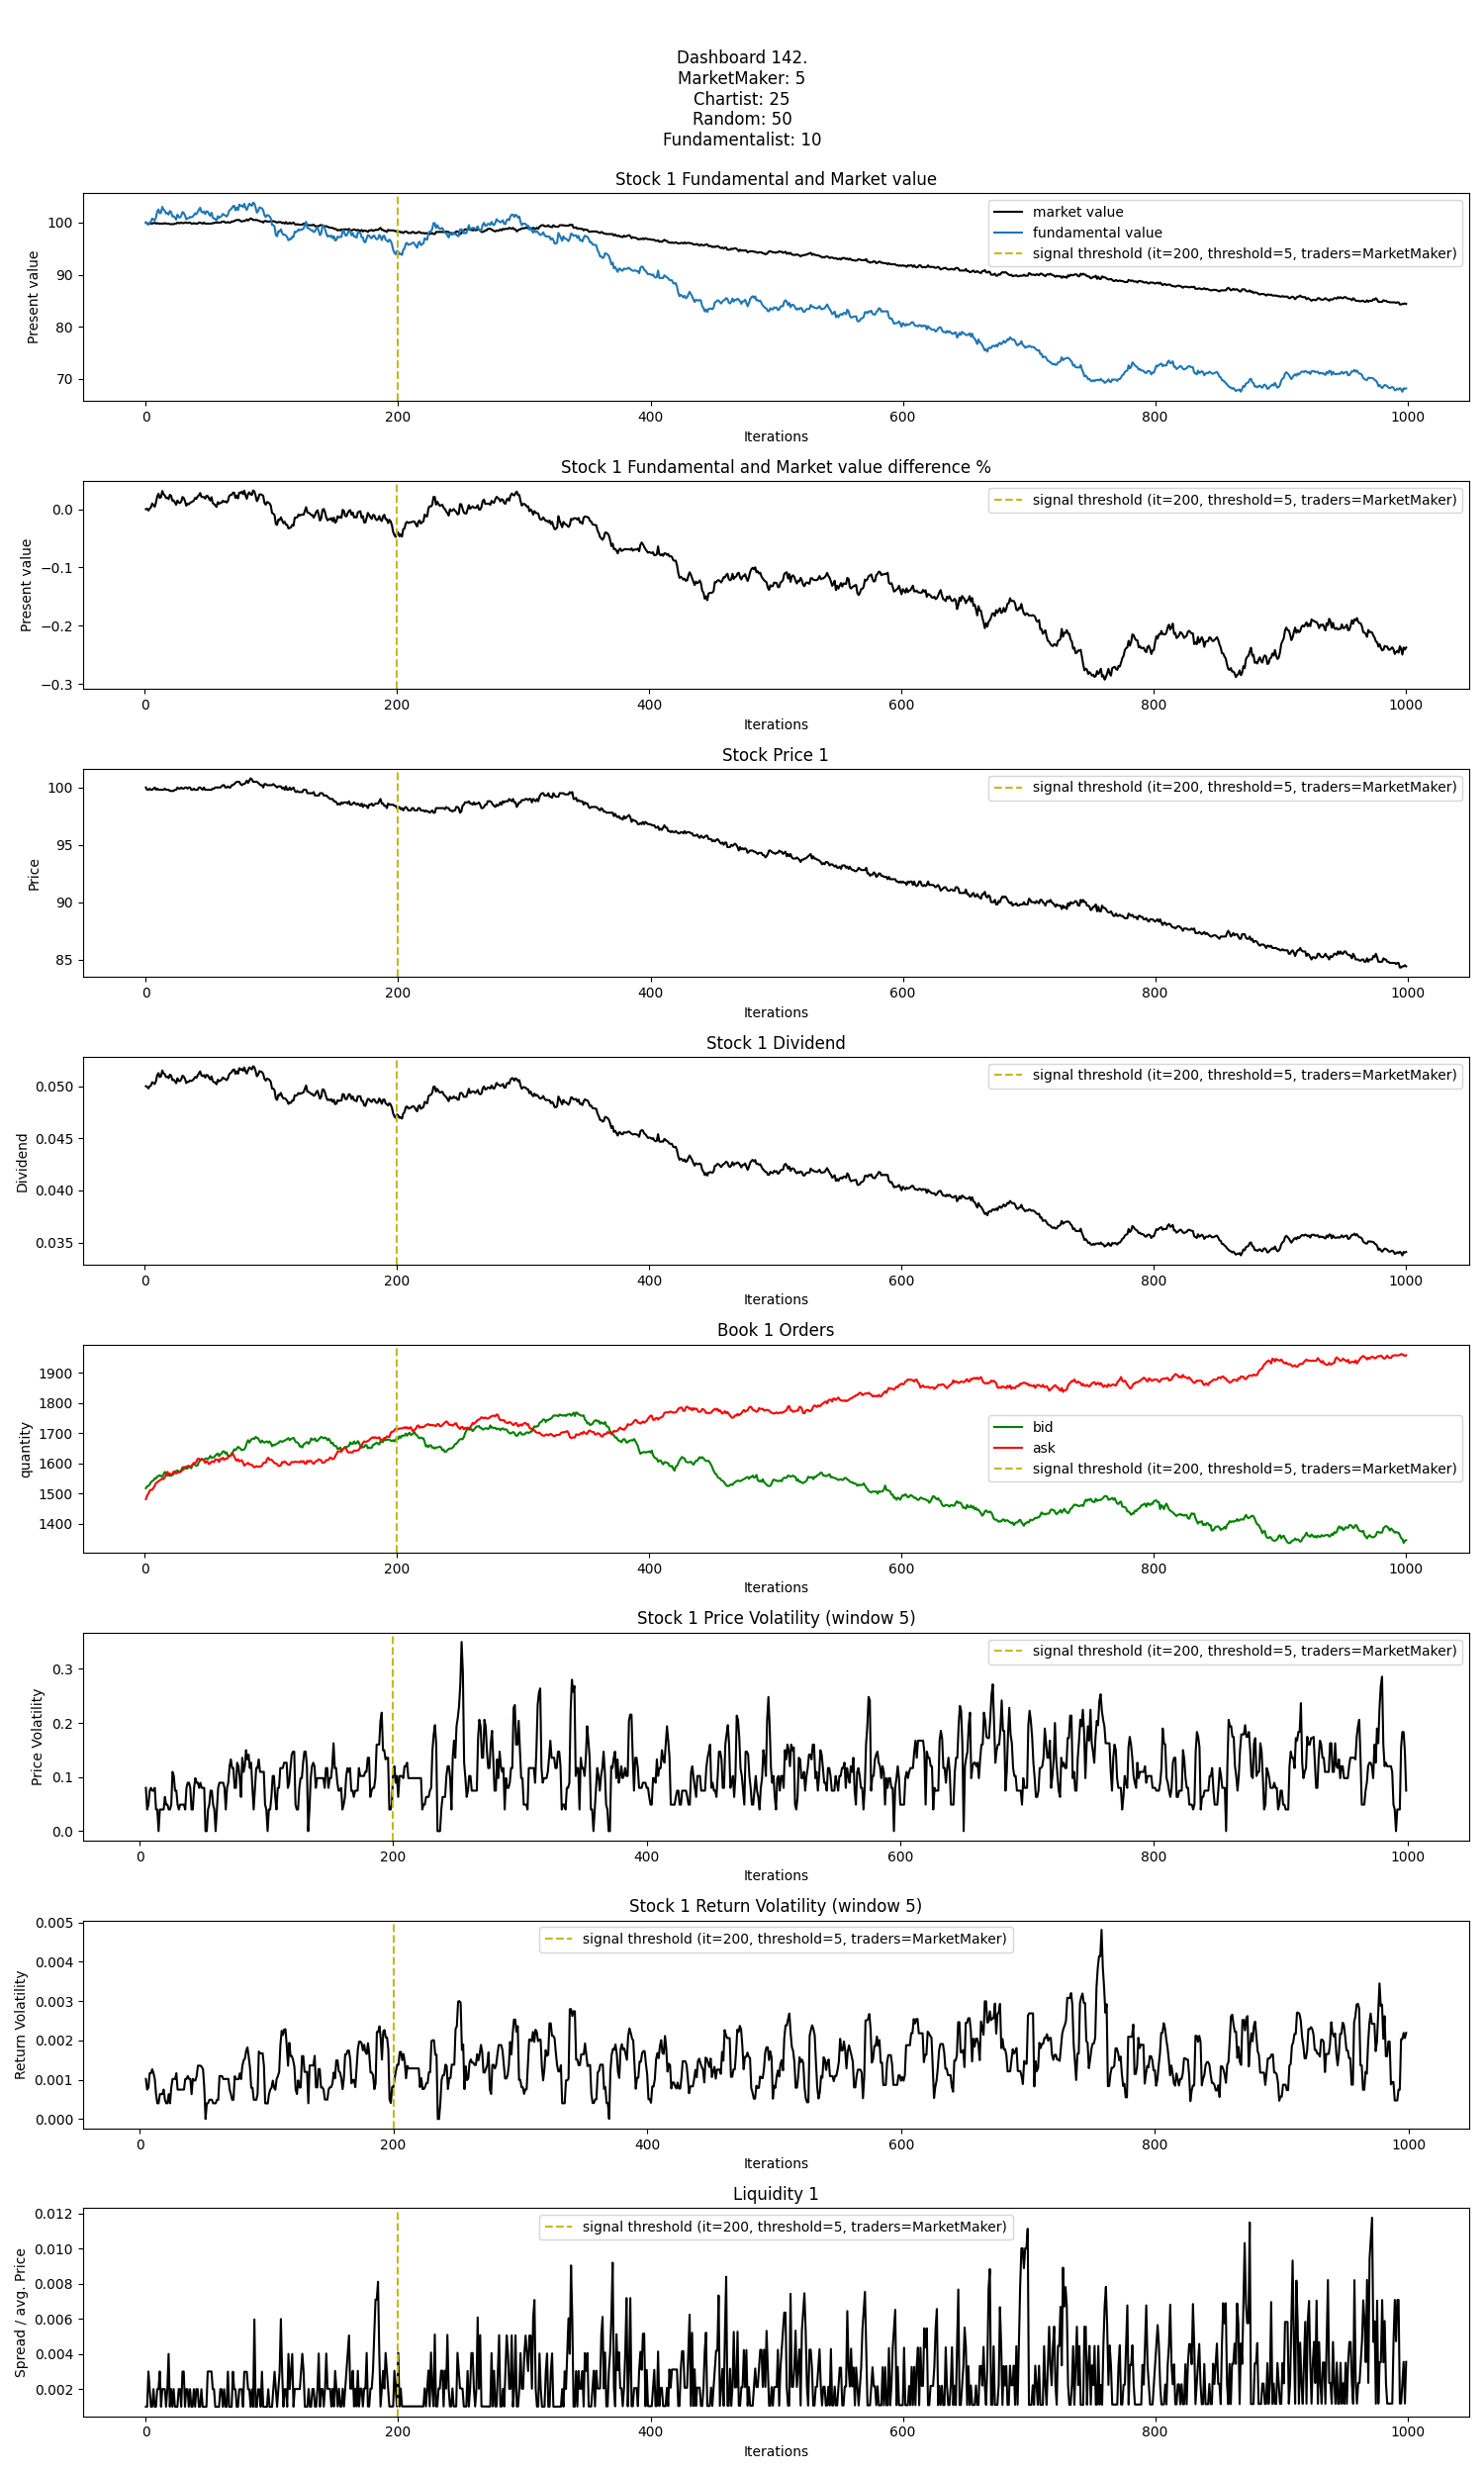 Dashboard 142.
MarketMaker: 5
Chartist: 25
Random: 50
Fundamentalist: 10
Stock 1 Fundamental and Market value
market value
fundamental value
signal threshold (it=200, threshold=5, traders=MarketMaker)
Present value
100
90
80
70
0 200 400 600 800 1000
Iterations
Stock 1 Fundamental and Market value difference %
signal threshold (it=200, threshold=5, traders=MarketMaker)
Present value
0.0
−0.1
−0.2
−0.3
0 200 400 600 800 1000
Iterations
Stock Price 1
signal threshold (it=200, threshold=5, traders=MarketMaker)
Price
100
95
90
85
0 200 400 600 800 1000
Iterations
Stock 1 Dividend
signal threshold (it=200, threshold=5, traders=MarketMaker)
Dividend
0.050
0.045
0.040
0.035
0 200 400 600 800 1000
Iterations
Book 1 Orders
bid
ask
signal threshold (it=200, threshold=5, traders=MarketMaker)
quantity
1900
1800
1700
1600
1500
1400
0 200 400 600 800 1000
Iterations
Stock 1 Price Volatility (window 5)
signal threshold (it=200, threshold=5, traders=MarketMaker)
Price Volatility
0.3
0.2
0.1
0.0
0 200 400 600 800 1000
Iterations
Stock 1 Return Volatility (window 5)
signal threshold (it=200, threshold=5, traders=MarketMaker)
Return Volatility
0.005
0.004
0.003
0.002
0.001
0.000
0 200 400 600 800 1000
Iterations
Liquidity 1
signal threshold (it=200, threshold=5, traders=MarketMaker)
Spread / avg. Price
0.012
0.010
0.008
0.006
0.004
0.002
0 200 400 600 800 1000
Iterations